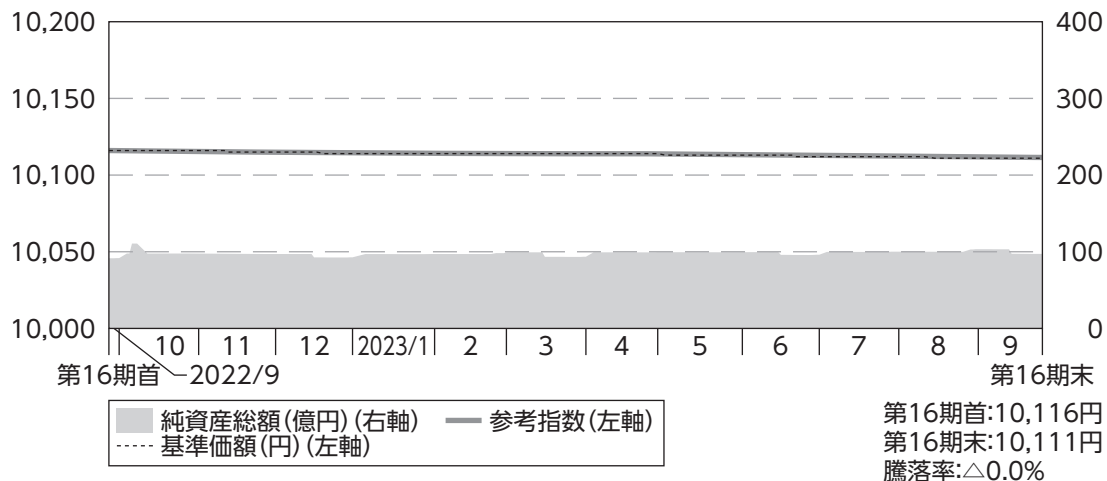 10,200
10,150
10,100
10,050
10,000
400
300
200
100
0
10 11 12 2023/1 2 3 4 5 6 7 8 9
第16期首 2022/9 第16期末
純資産総額(億円)(右軸) 参考指数(左軸)
基準価額(円)(左軸)
第16期首:10,116円
第16期末:10,111円
騰落率:△0.0%